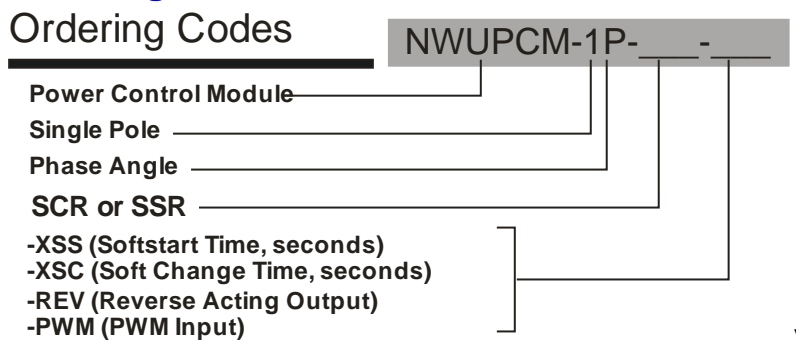 Ordering Codes
NWUPCM-1P-___-___
Power Control Module
Single Pole
Phase Angle
SCR or SSR
-XSS (Softstart Time, seconds)
-XSC (Soft Change Time, seconds)
-REV (Reverse Acting Output)
-PWM (PWM Input)